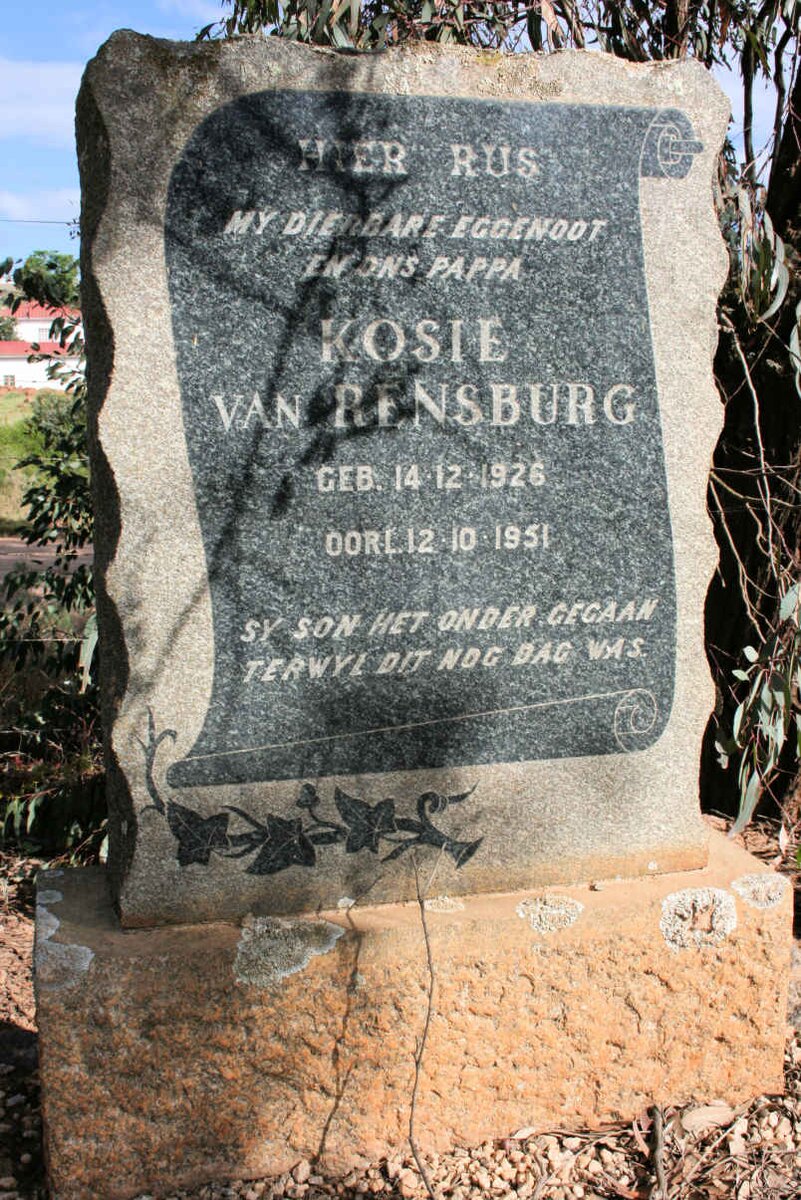 HIER RUS
MY DIERBARE EGGENOOT
EN ONS PAPPA
KOSIE
VAN RENSBURG
GEB. 14·12·1926
OORL.12·10·1951
SY SON HET ONDER GEGAAN
TERWYL DIT NOG DAG WAS.